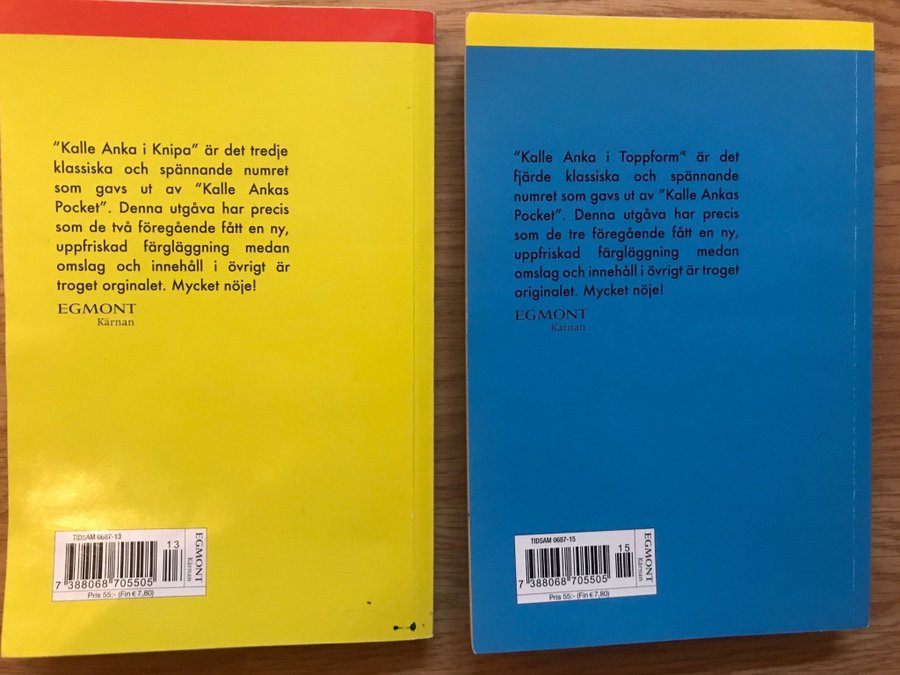 "Kalle Anka i Knipa" är det tredje
klassiska och spännande numret
som gavs ut av "Kalle Ankas
Pocket". Denna utgåva har precis
som de två föregående fått en ny,
uppfriskad färgläggning medan
omslag och innehåll i övrigt är
troget orginalet. Mycket nöje!
EGMONT
Kärnan
TIDSAM 0687-13
13
7 388068 705505
Pris 55:- (Fin € 7,80)
EGMONT
Kärnan
"Kalle Anka i Toppform" är det
fjärde klassiska och spännande
numret som gavs ut av "Kalle Ankas
Pocket". Denna utgåva har precis
som de tre föregående fått en ny,
uppfriskad färgläggning medan
omslag och innehåll i övrigt är troget
originalet. Mycket nöje!
EGMONT
Kärnan
TIDSAM 0687-15
15
7 388068 705505
Pris 55:- (Fin € 7,80)
EGMONT
Kärnan